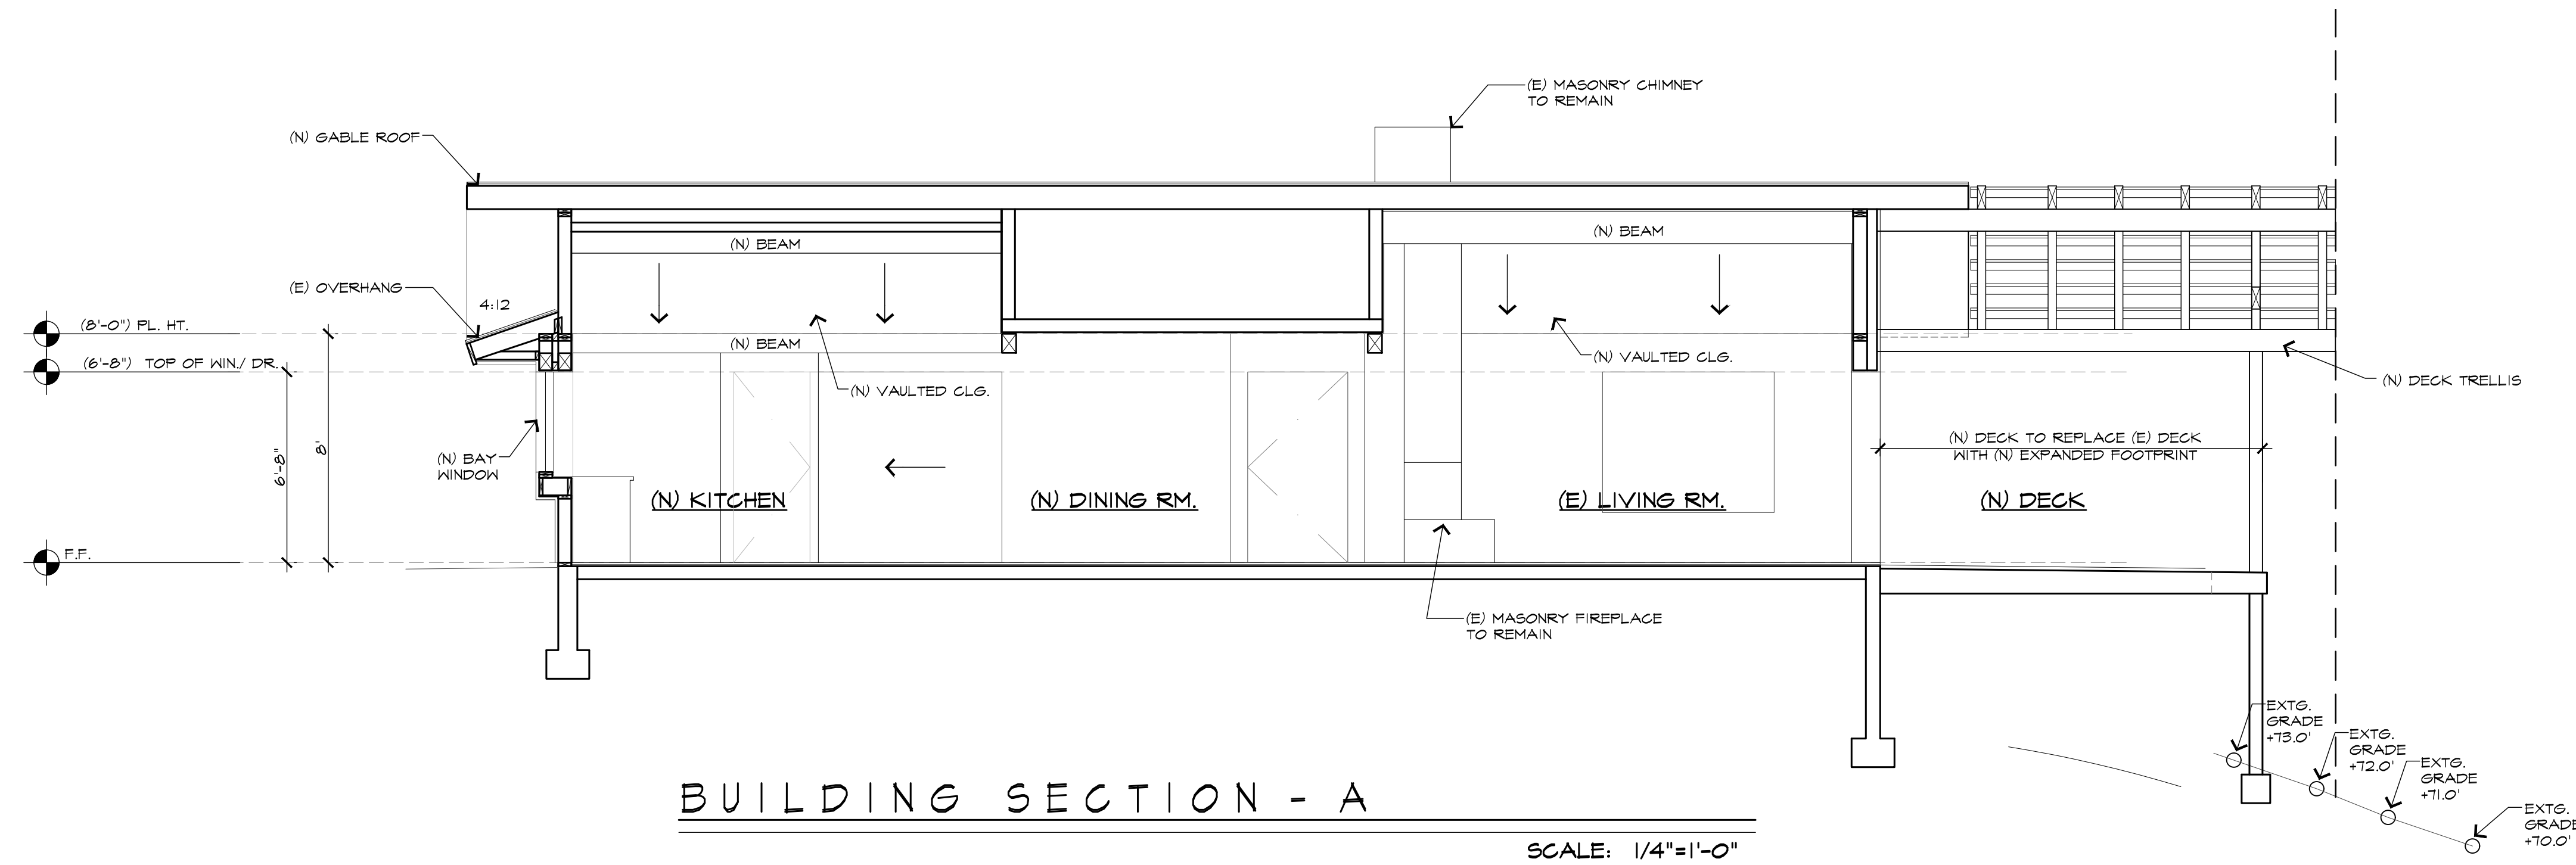 (E) MASONRY CHIMNEY
TO REMAIN
(N) GABLE ROOF
(N) BEAM
(N) BEAM
(E) OVERHANG
4:12
(8'-0") PL. HT.
(N) BEAM
(6'-8") TOP OF WIN./ DR.
(N) VAULTED CLG.
(N) VAULTED CLG.
(N) DECK TRELLIS
6'-8"
8'
(N) BAY
WINDOW
(N) DECK TO REPLACE (E) DECK
WITH (N) EXPANDED FOOTPRINT
(N) KITCHEN
(N) DINING RM.
(E) LIVING RM.
(N) DECK
F.F.
(E) MASONRY FIREPLACE
TO REMAIN
EXTG.
GRADE
+73.0'
EXTG.
GRADE
+72.0'
EXTG.
GRADE
+71.0'
EXTG.
GRADE
+70.0'
BUILDING SECTION - A
SCALE: 1/4"=1'-0"